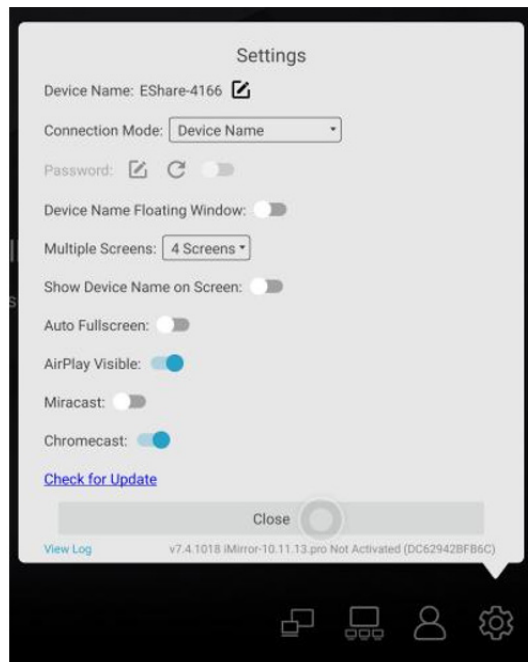 Settings
Device Name: EShare-4166
Connection Mode: Device Name
Password:
Device Name Floating Window:
Multiple Screens: 4 Screens
Show Device Name on Screen:
Auto Fullscreen:
AirPlay Visible:
Miracast:
Chromecast:
Check for Update
Close
View Log v7.4.1018 iMirror-10.11.13.pro Not Activated (DC62942BFB6C)